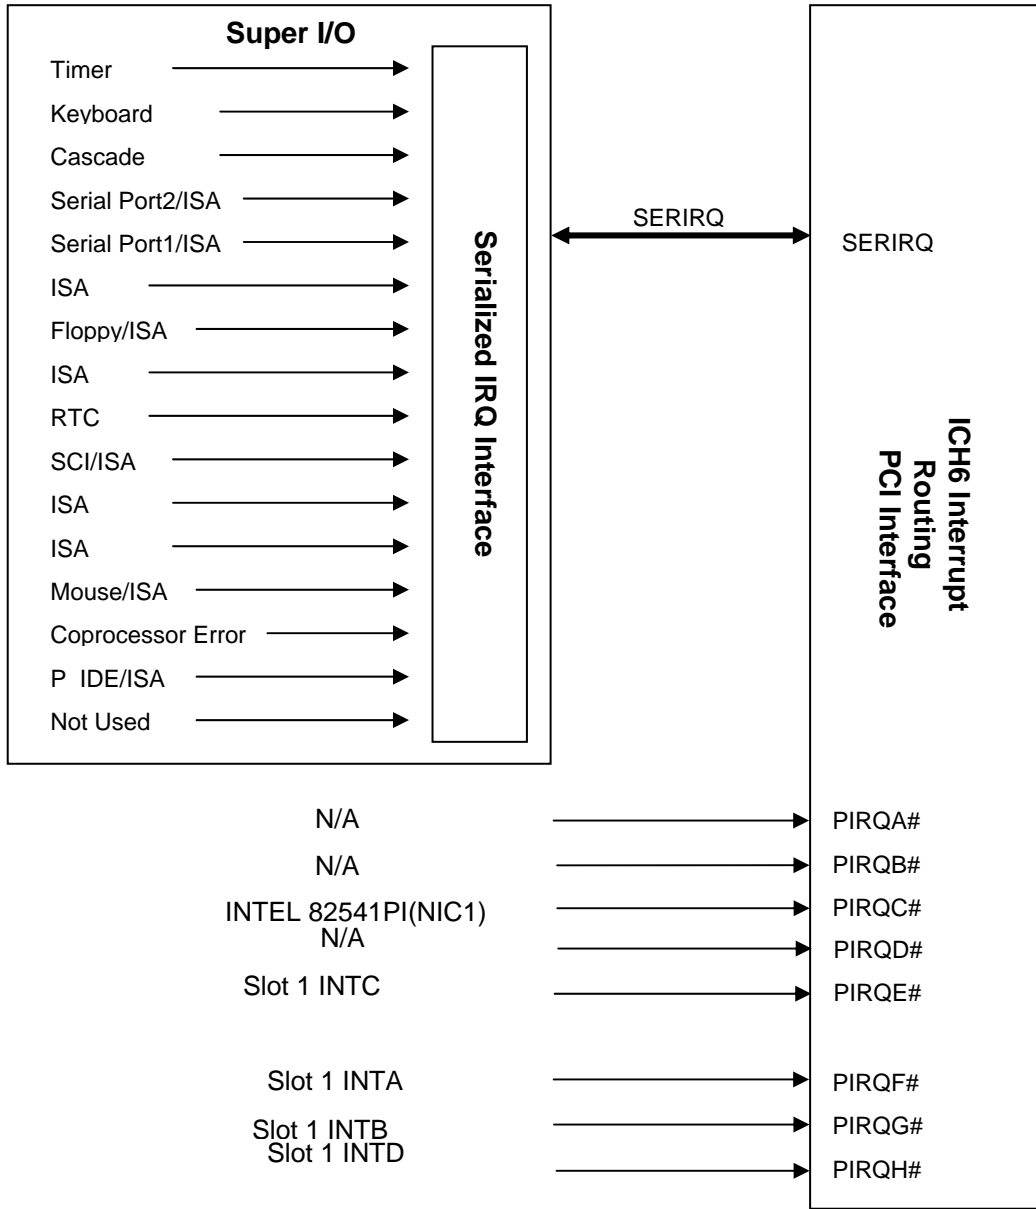 Super I/O
Timer
Keyboard
Cascade
Serial Port2/ISA
Serial Port1/ISA
ISA
Floppy/ISA
ISA
RTC
SCI/ISA
ISA
ISA
Mouse/ISA
Coprocessor Error
P IDE/ISA
Not Used
Serialized IRQ Interface
SERIRQ
SERIRQ
ICH6 Interrupt
Routing
PCI Interface
N/A
PIRQA#
N/A
PIRQB#
INTEL 82541PI(NIC1)
PIRQC#
N/A
PIRQD#
Slot 1 INTC
PIRQE#
Slot 1 INTA
PIRQF#
Slot 1 INTB
PIRQG#
Slot 1 INTD
PIRQH#